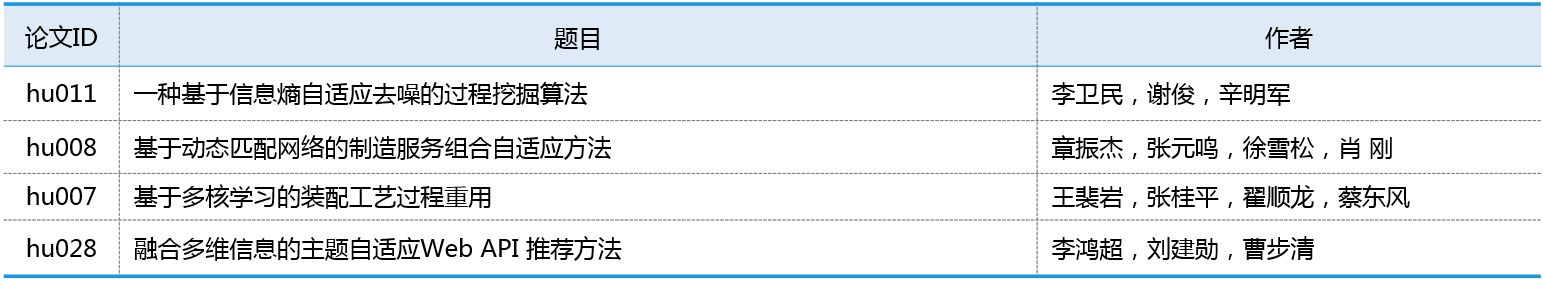 论文ID 题目 作者
hu011 一种基于信息熵自适应去噪的过程挖掘算法 李卫民，谢俊，辛明军
hu008 基于动态匹配网络的制造服务组合自适应方法 章振杰，张元鸣，徐雪松，肖 刚
hu007 基于多核学习的装配工艺过程重用 王裴岩，张桂平，翟顺龙，蔡东风
hu028 融合多维信息的主题自适应Web API 推荐方法 李鸿超，刘建勋，曹步清